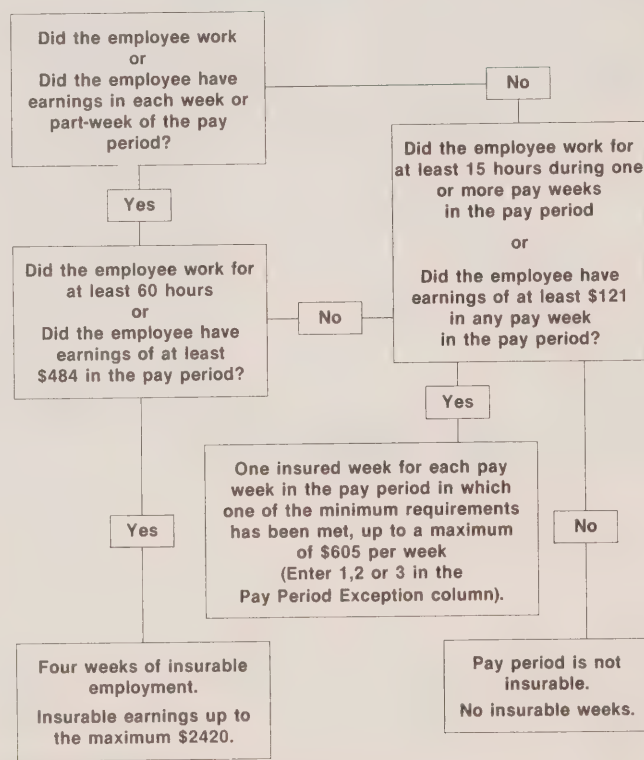 Did the employee work
or
Did the employee have
earnings in each week or
part-week of the pay
period?
No
Yes
Did the employee work for
at least 15 hours during one
or more pay weeks
in the pay period
or
Did the employee have
earnings of at least $121
in any pay week
in the pay period?
Did the employee work for
at least 60 hours
or
Did the employee have
earnings of at least
$484 in the pay period?
No
Yes
One insured week for each pay
week in the pay period in which
one of the minimum requirements
has been met, up to a maximum
of $605 per week
(Enter 1,2 or 3 in the
Pay Period Exception column).
Yes
No
Four weeks of insurable
employment.
Insurable earnings up to
the maximum $2420.
Pay period is not
insurable.
No insurable weeks.